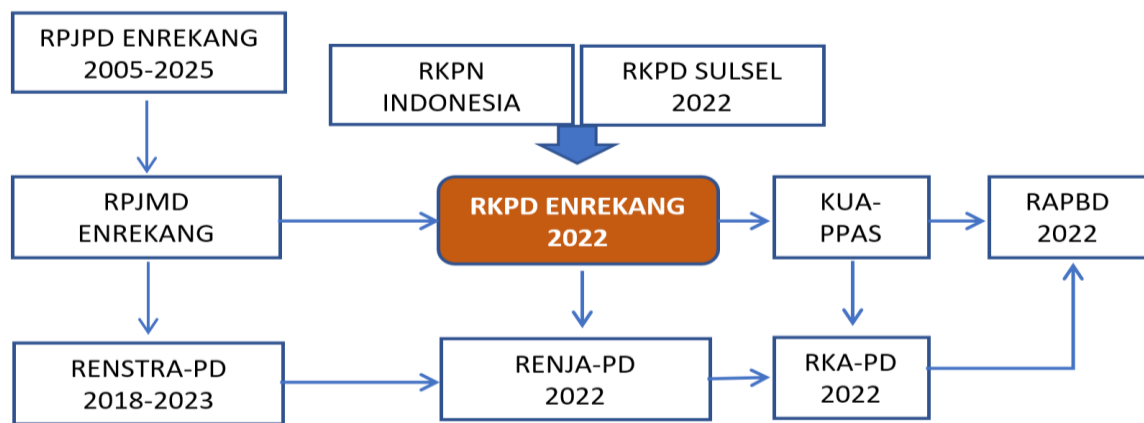 RPJPD ENREKANG
2005-2025
RKPN
INDONESIA
RKPD SULSEL
2022
RPJMD
ENREKANG
RKPD ENREKANG
2022
KUA-
PPAS
RAPBD
2022
RENSTRA-PD
2018-2023
RENJA-PD
2022
RKA-PD
2022